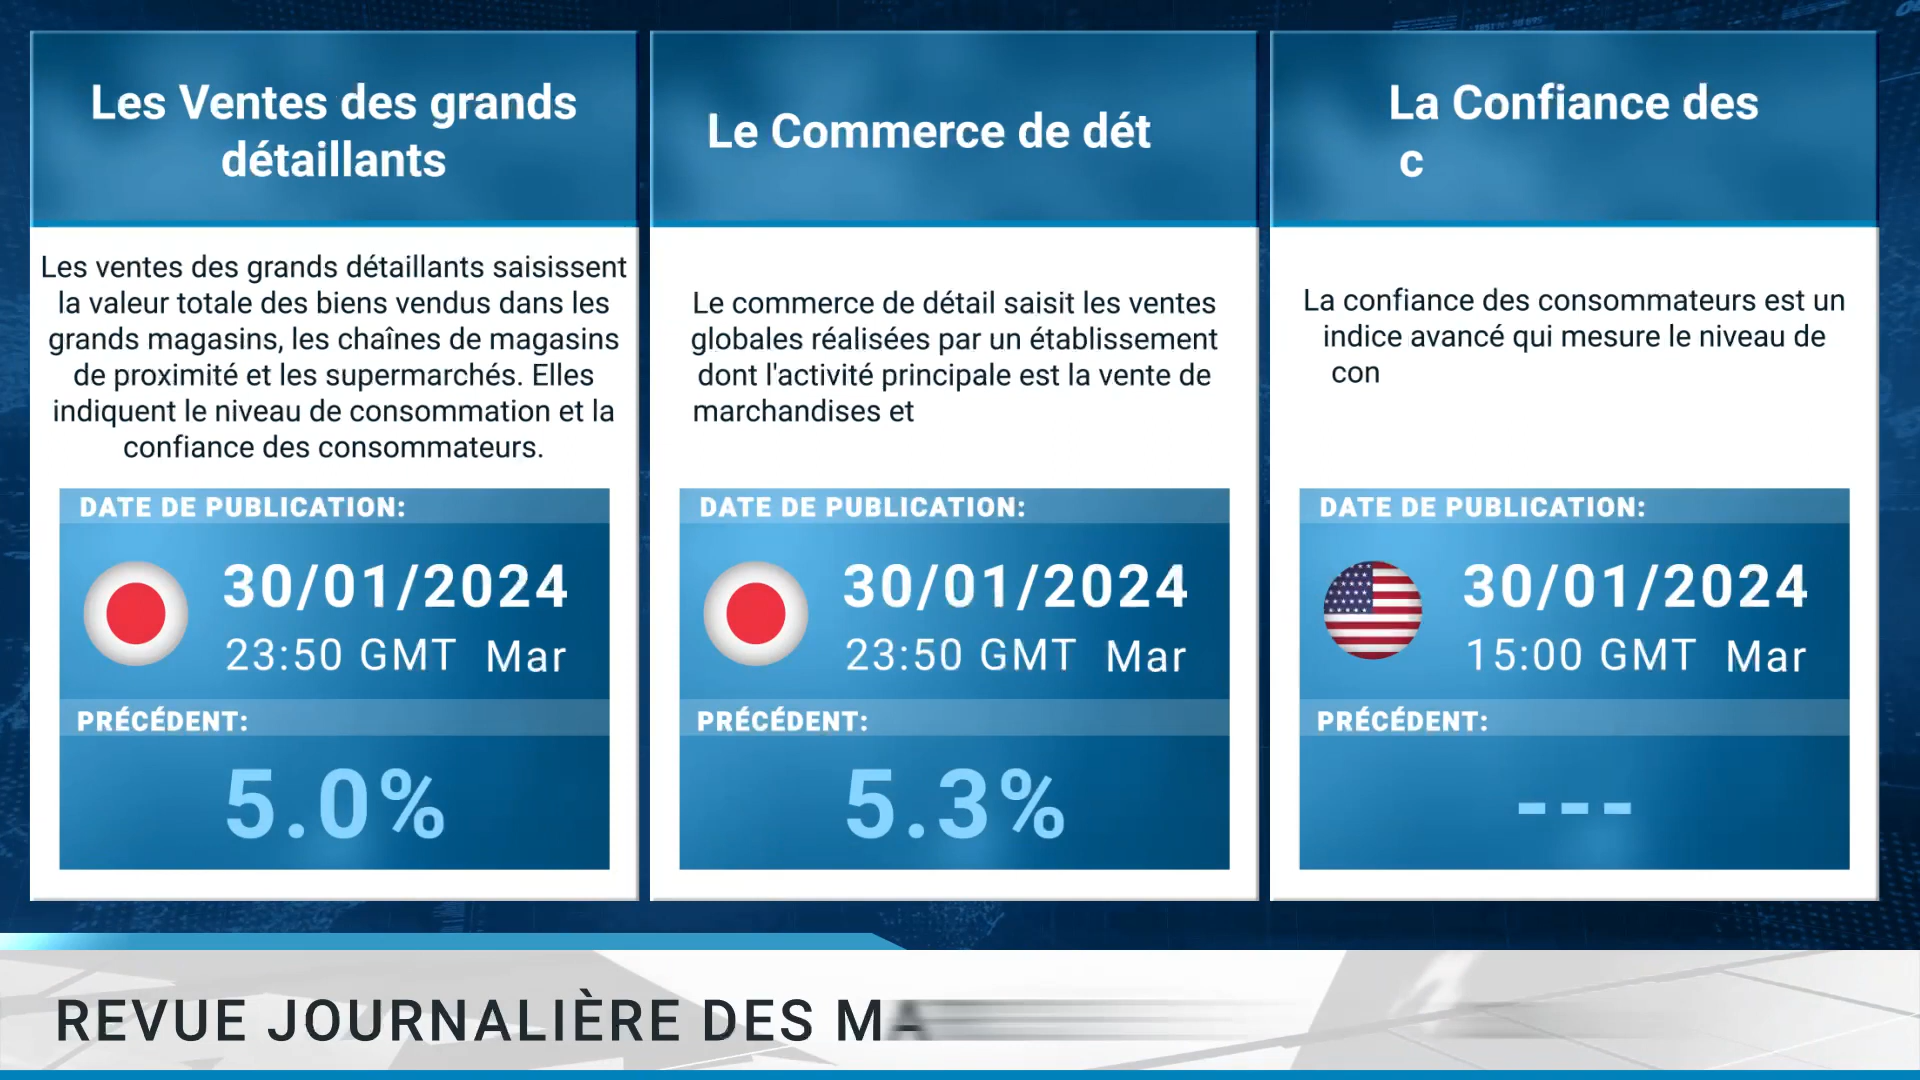 Les Ventes des grands
détaillants
Les ventes des grands détaillants saisissent
la valeur totale des biens vendus dans les
grands magasins, les chaînes de magasins
de proximité et les supermarchés. Elles
indiquent le niveau de consommation et la
confiance des consommateurs.
DATE DE PUBLICATION:
30/01/2024
23:50 GMT Mar
PRÉCÉDENT:
5.0%
Le Commerce de dét
Le commerce de détail saisit les ventes
globales réalisées par un établissement
dont l'activité principale est la vente de
marchandises et
DATE DE PUBLICATION:
30/01/2024
23:50 GMT Mar
PRÉCÉDENT:
5.3%
La Confiance des
c
La confiance des consommateurs est un
indice avancé qui mesure le niveau de
con
DATE DE PUBLICATION:
30/01/2024
15:00 GMT Mar
PRÉCÉDENT:
---
REVUE JOURNALIÈRE DES MA